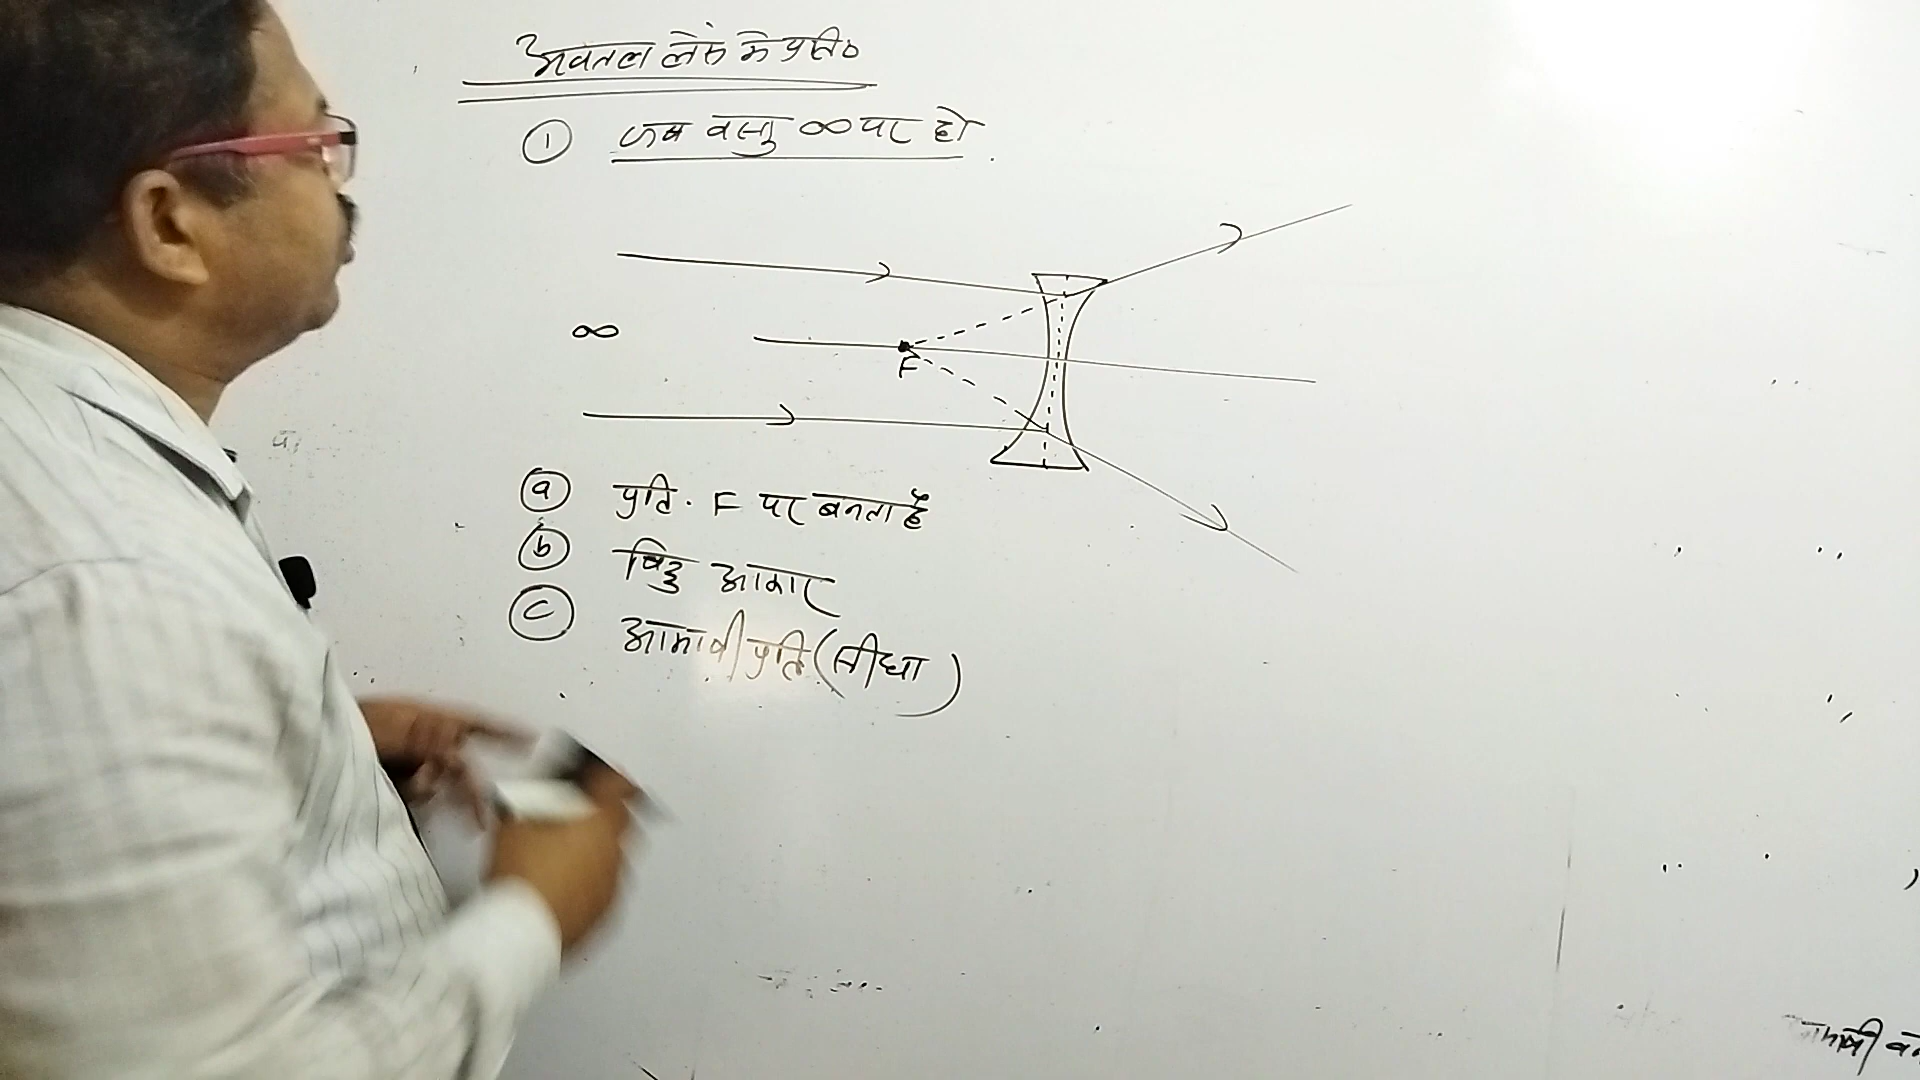 अवतल लेंस मे प्रति०
① जब वस्तु ∞ पर हो
∞
F
ⓐ प्रति. F पर बनता है
ⓑ बिंदु आकार
ⓒ आभाषी प्रति (सीधा)